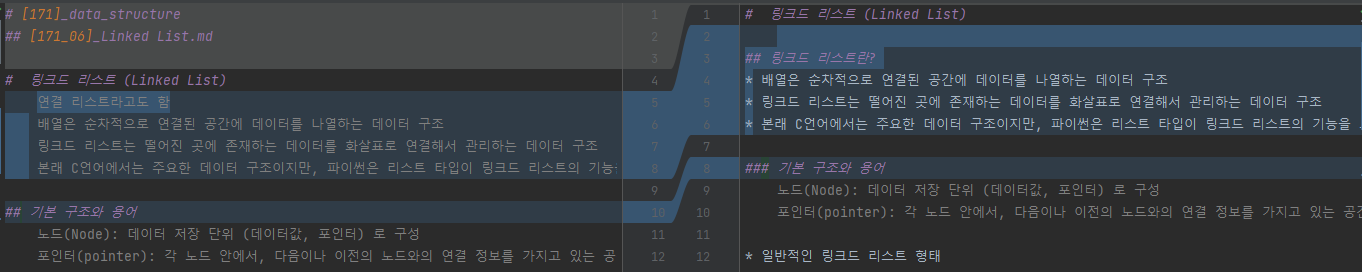 # [171]_data_structure
## [171_06]_Linked List.md
# 링크드 리스트 (Linked List)
연결 리스트라고도 함
배열은 순차적으로 연결된 공간에 데이터를 나열하는 데이터 구조
링크드 리스트는 떨어진 곳에 존재하는 데이터를 화살표로 연결해서 관리하는 데이터 구조
본래 C언어에서는 주요한 데이터 구조이지만, 파이썬은 리스트 타입이 링크드 리스트의 기능을
## 기본 구조와 용어
노드(Node): 데이터 저장 단위 (데이터값, 포인터) 로 구성
포인터(pointer): 각 노드 안에서, 다음이나 이전의 노드와의 연결 정보를 가지고 있는 공
1 1
2 2
3 3
4 4
5 5
6 6
7 7
8 8
9 9
10 10
11 11
12 12
# 링크드 리스트 (Linked List)
## 링크드 리스트란?
* 배열은 순차적으로 연결된 공간에 데이터를 나열하는 데이터 구조
* 링크드 리스트는 떨어진 곳에 존재하는 데이터를 화살표로 연결해서 관리하는 데이터 구조
* 본래 C언어에서는 주요한 데이터 구조이지만, 파이썬은 리스트 타입이 링크드 리스트의 기능을
### 기본 구조와 용어
노드(Node): 데이터 저장 단위 (데이터값, 포인터) 로 구성
포인터(pointer): 각 노드 안에서, 다음이나 이전의 노드와의 연결 정보를 가지고 있는 공간
* 일반적인 링크드 리스트 형태